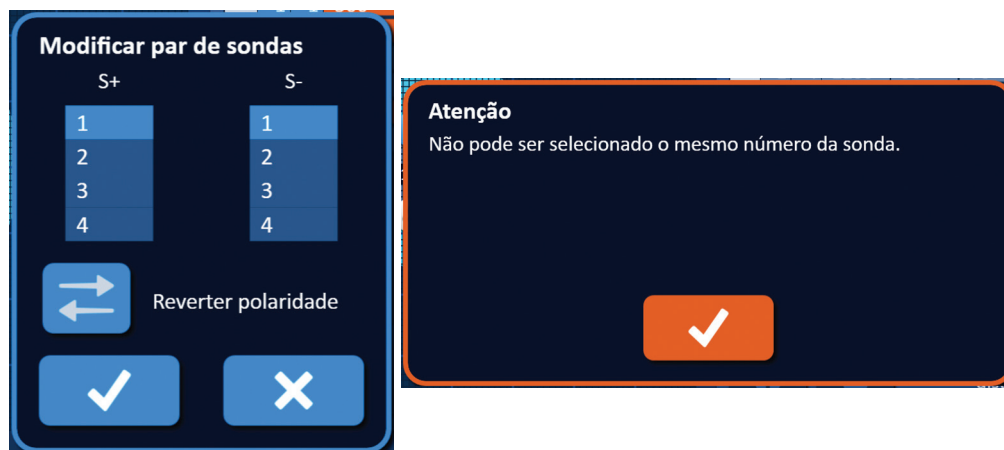 Modificar par de sondas
S+ S-
1 1
2 2
3 3
4 4
Reverter polaridade
Atenção
Não pode ser selecionado o mesmo número da sonda.